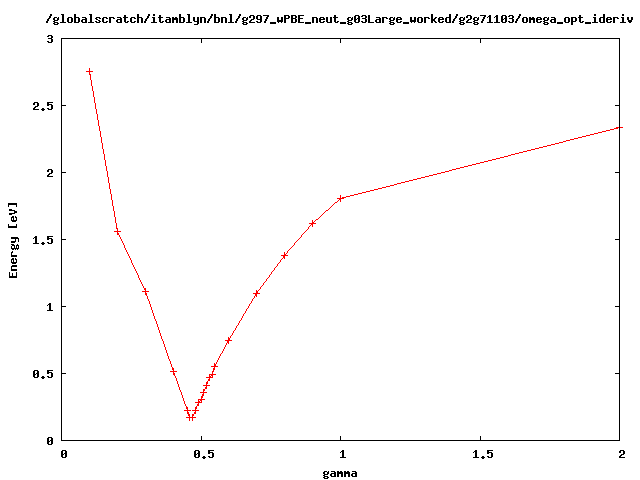 /globalscratch/itamblyn/bnl/g297_wPBE_neut_g03Large_worked/g2g71103/omega_opt_ideriv
3
2.5
2
1.5
1
0.5
0
Energy [eV]
0 0.5 1 1.5 2
gamma